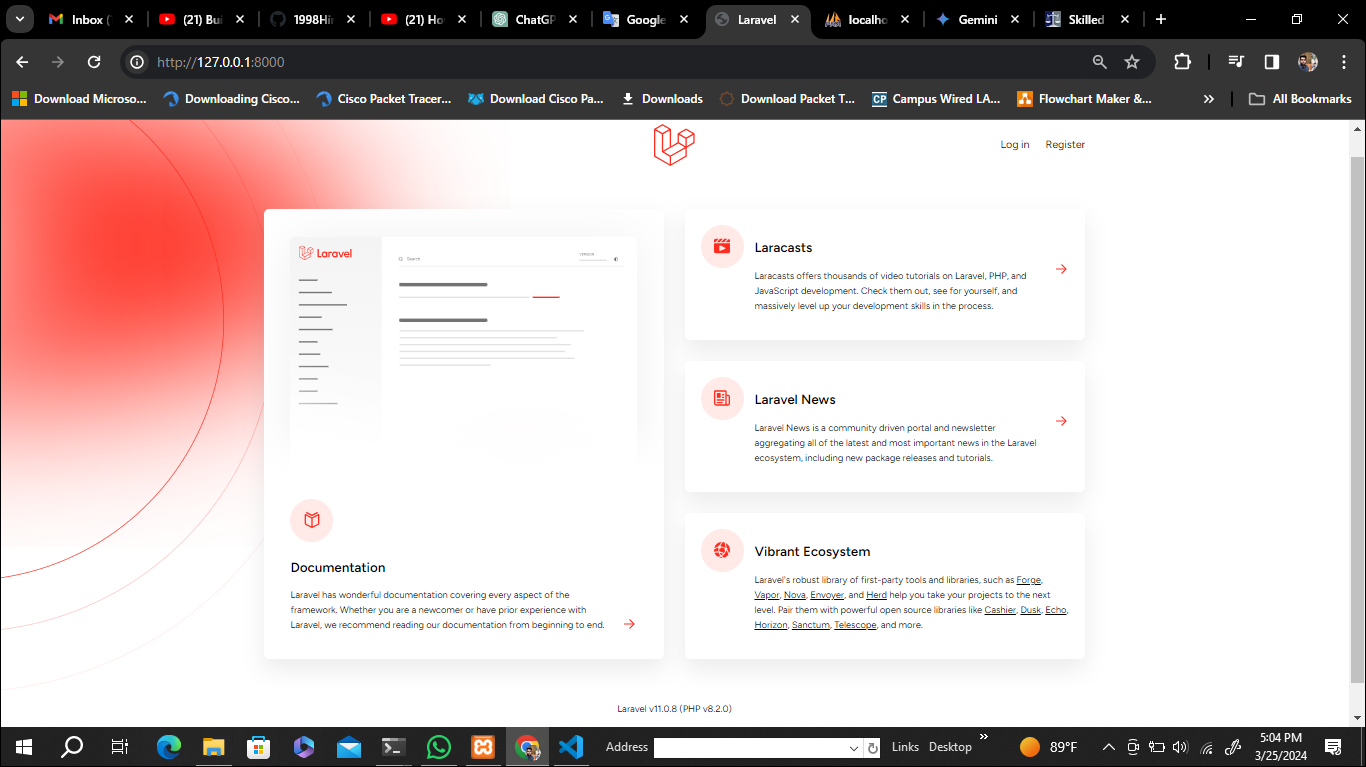 Inbox (
(21) Bui
1998Hir
(21) Ho
ChatGP
Google
Laravel
localho
Gemini
Skilled
http://127.0.0.1:8000
Download Microso...
Downloading Cisco...
Cisco Packet Tracer...
Download Cisco Pa...
Downloads
Download Packet T...
CP
Campus Wired LA...
Flowchart Maker &...
All Bookmarks
Log in
Register
Laravel
Search
VERSION
Documentation
Laravel has wonderful documentation covering every aspect of the
framework. Whether you are a newcomer or have prior experience with
Laravel, we recommend reading our documentation from beginning to end.
Laracasts
Laracasts offers thousands of video tutorials on Laravel, PHP, and
JavaScript development. Check them out, see for yourself, and
massively level up your development skills in the process.
Laravel News
Laravel News is a community driven portal and newsletter
aggregating all of the latest and most important news in the Laravel
ecosystem, including new package releases and tutorials.
Vibrant Ecosystem
Laravel's robust library of first-party tools and libraries, such as Forge,
Vapor, Nova, Envoyer, and Herd help you take your projects to the next
level. Pair them with powerful open source libraries like Cashier, Dusk, Echo,
Horizon, Sanctum, Telescope, and more.
Laravel v11.0.8 (PHP v8.2.0)
Address
Links
Desktop
89°F
5:04 PM
3/25/2024